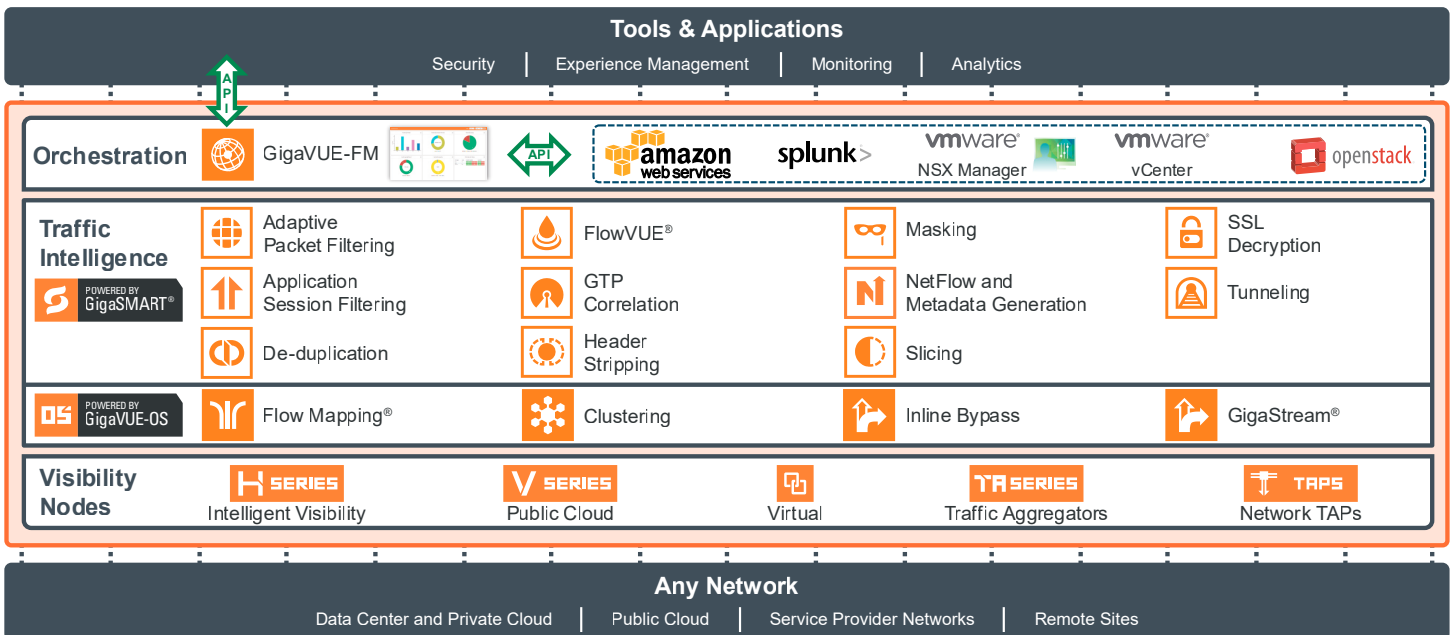 Tools & Applications
Security | Experience Management | Monitoring | Analytics
API
Orchestration
GigaVUE-FM
API
amazon
web services
splunk>
vmware®
NSX Manager
vmware®
vCenter
openstack
Traffic
Intelligence
POWERED BY
GigaSMART®
Adaptive
Packet Filtering
FlowVUE®
Masking
SSL
Decryption
Application
Session Filtering
GTP
Correlation
NetFlow and
Metadata Generation
Tunneling
De-duplication
Header
Stripping
Slicing
OS
POWERED BY
GigaVUE-OS
Flow Mapping®
Clustering
Inline Bypass
GigaStream®
Visibility
Nodes
H SERIES
Intelligent Visibility
V SERIES
Public Cloud
Virtual
TA SERIES
Traffic Aggregators
TAPS
Network TAPs
Any Network
Data Center and Private Cloud | Public Cloud | Service Provider Networks | Remote Sites